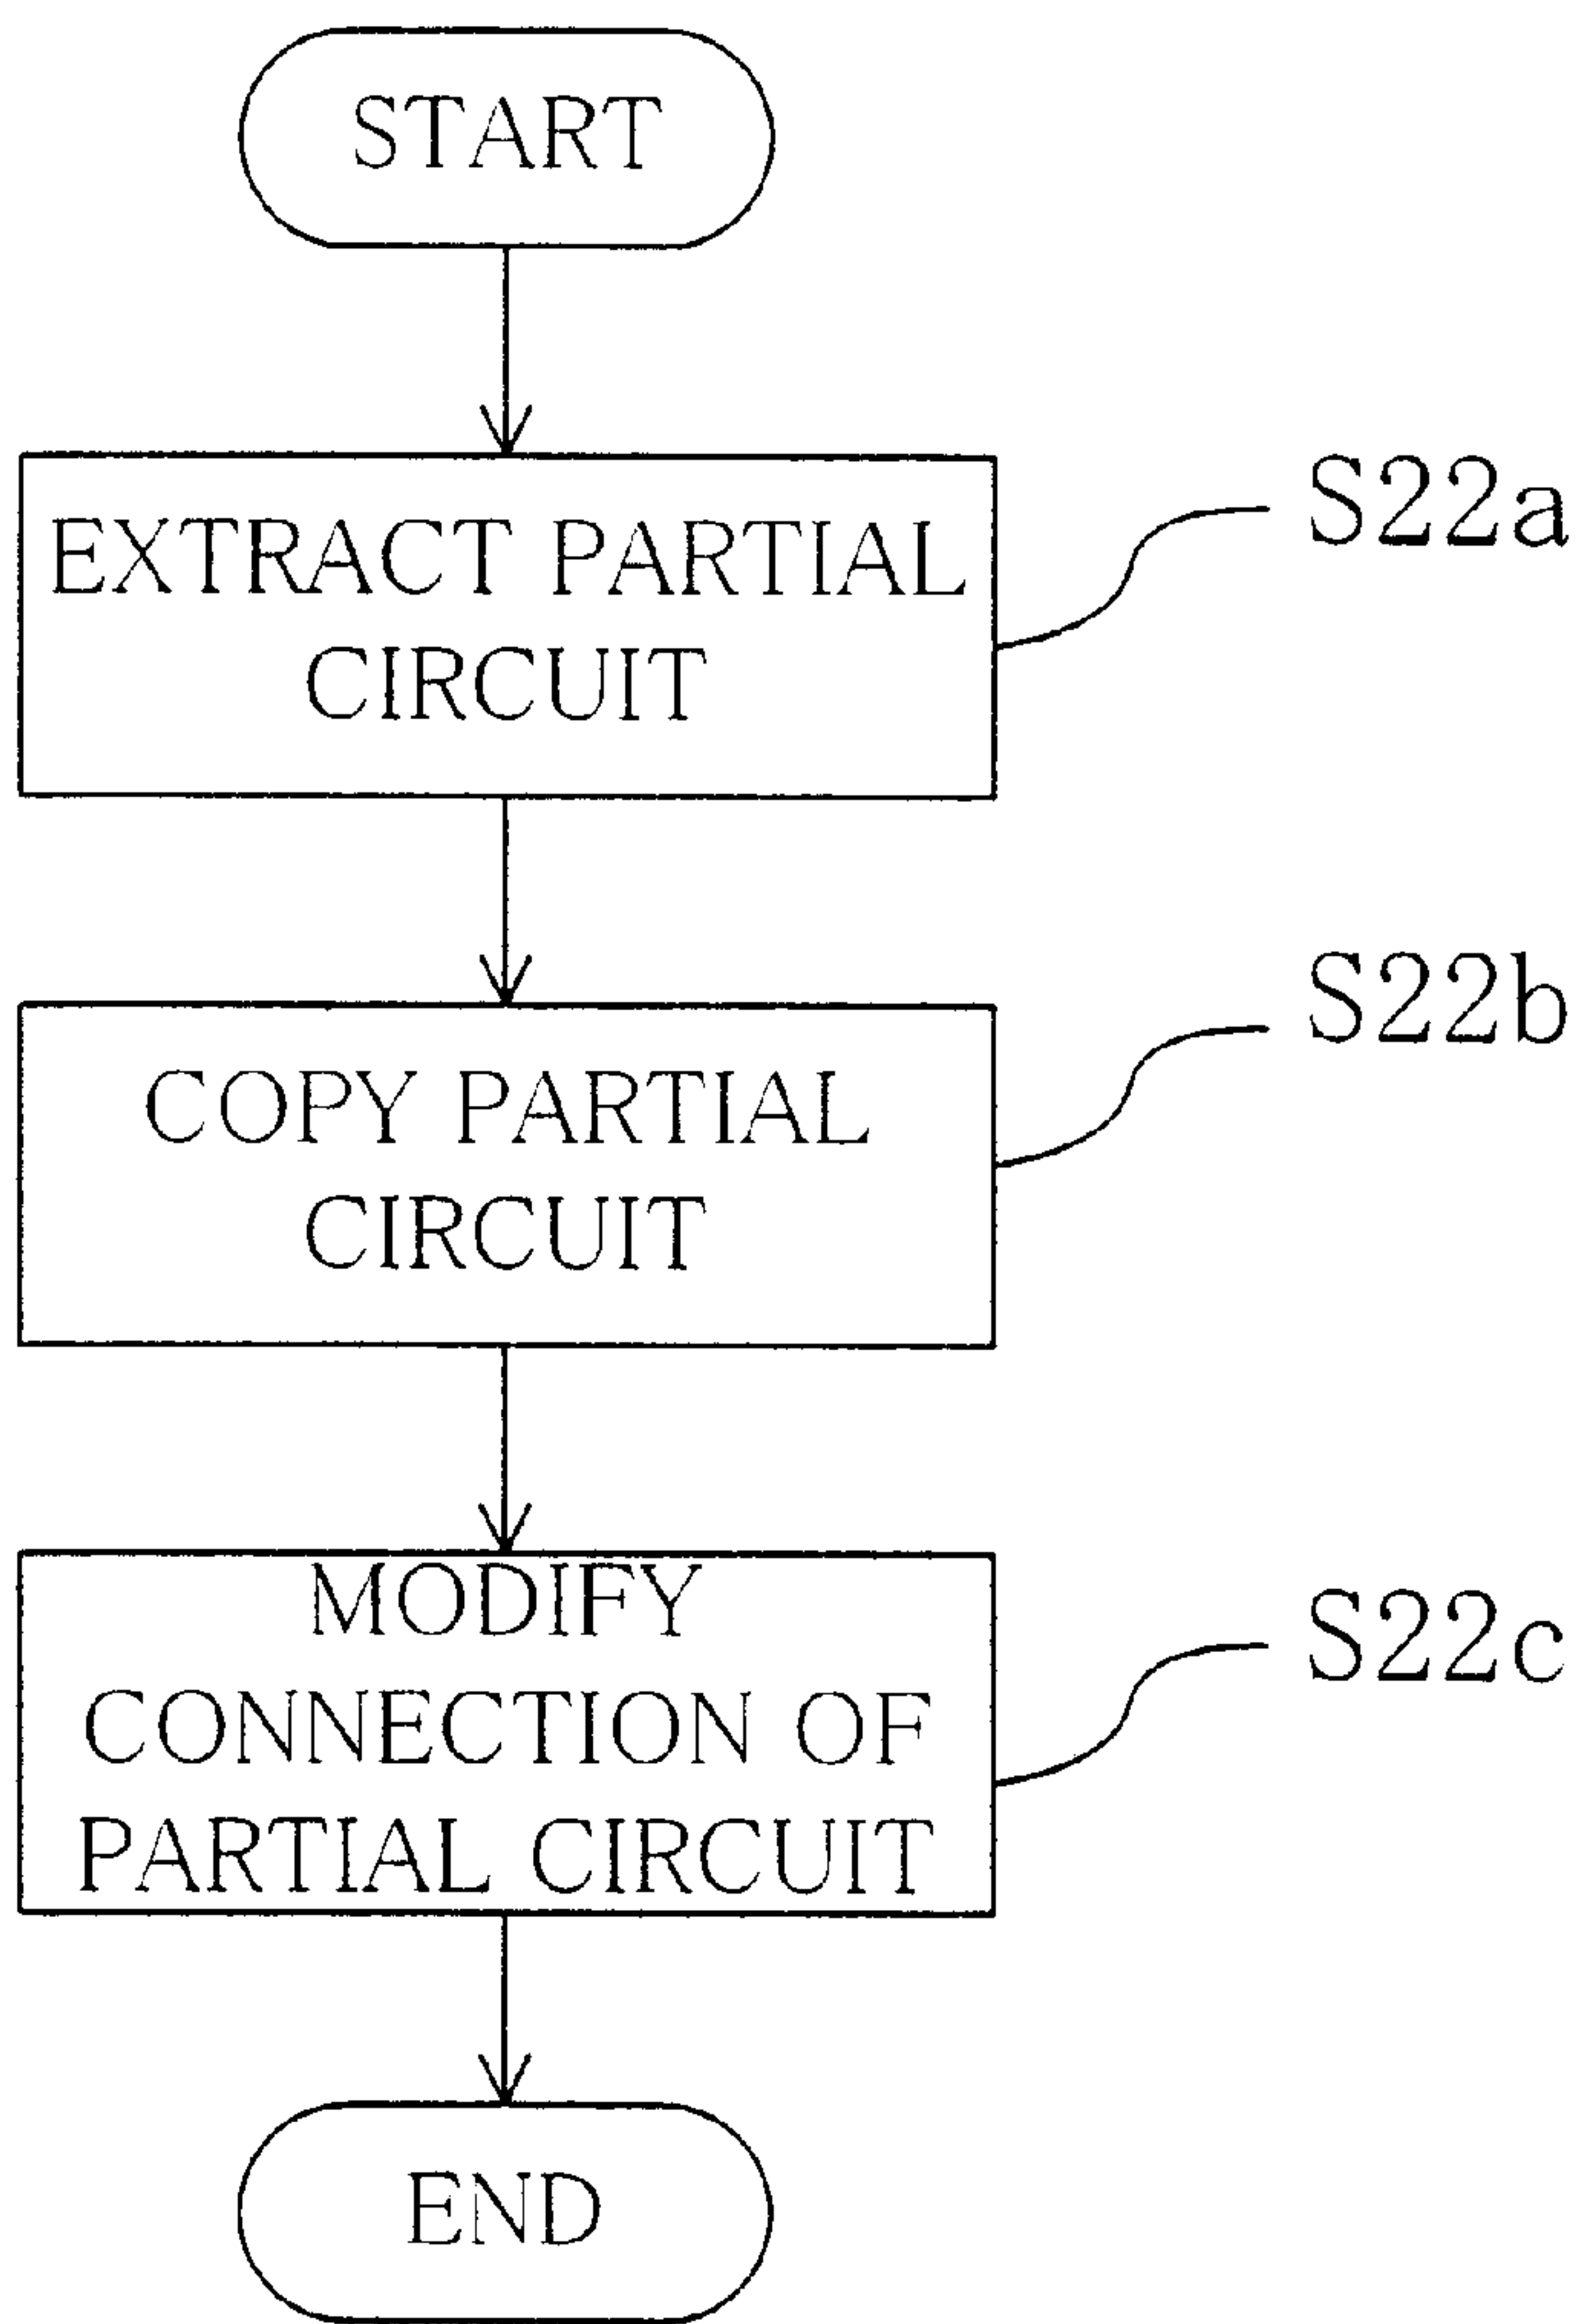 START
EXTRACT PARTIAL
CIRCUIT
S22a
COPY PARTIAL
CIRCUIT
S22b
MODIFY
CONNECTION OF
PARTIAL CIRCUIT
S22c
END